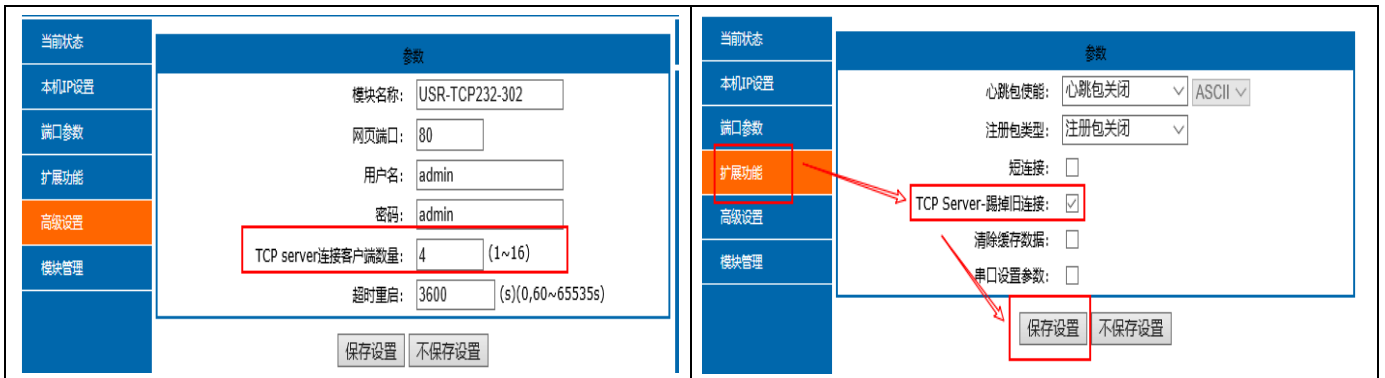 当前状态
本机IP设置
端口参数
扩展功能
高级设置
模块管理
参数
模块名称: USR-TCP232-302
网页端口: 80
用户名: admin
密码: admin
TCP server连接客户端数量: 4 (1~16)
超时重启: 3600 (s)(0,60~65535s)
保存设置 不保存设置
当前状态
本机IP设置
端口参数
扩展功能
高级设置
模块管理
参数
心跳包使能: 心跳包关闭 ASCII
注册包类型: 注册包关闭
短连接:
TCP Server-踢掉旧连接:
清除缓存数据:
串口设置参数:
保存设置 不保存设置